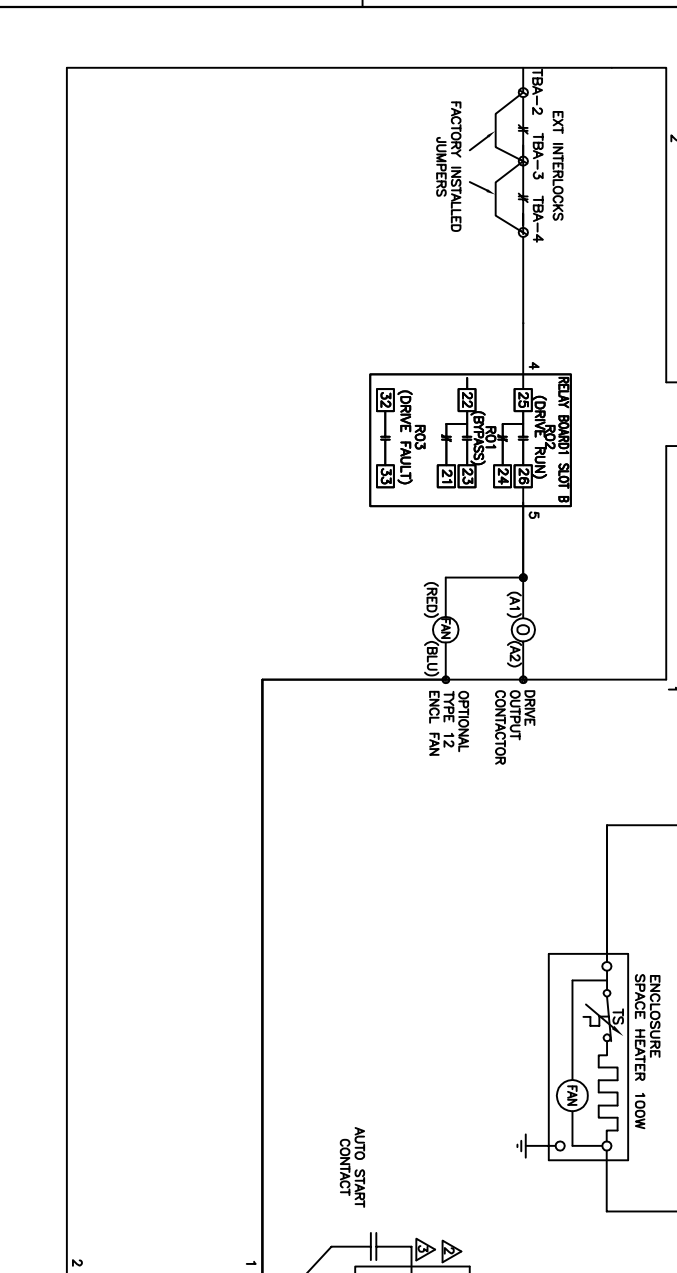 2
EXT INTERLOCKS
TBA-2 TBA-3 TBA-4
FACTORY INSTALLED
JUMPERS
4
RELAY BOARD1 SLOT B
R02
(DRIVE RUN)
25 26
24
R01
(BYPASS)
22 23
21
R03
(DRIVE FAULT)
32 33
5
(A1) O (A2)
DRIVE
OUTPUT
CONTACTOR
(RED) FAN (BLU)
OPTIONAL
TYPE 12
ENCL FAN
1
ENCLOSURE
SPACE HEATER 100W
TS
FAN
AUTO START
CONTACT
2
3
1
2